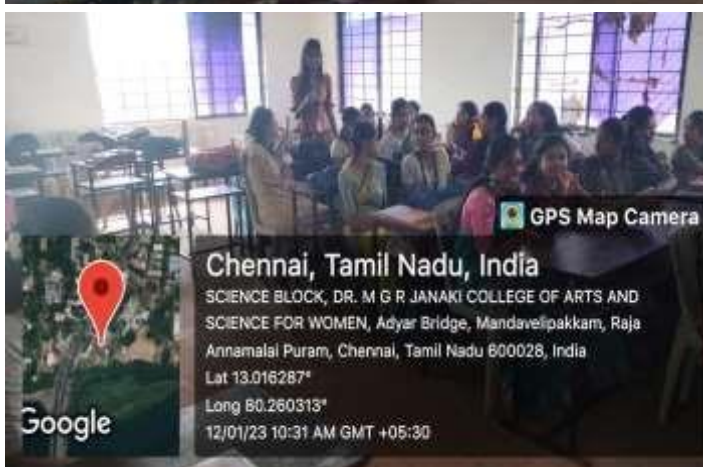 GPS Map Camera
Chennai, Tamil Nadu, India
SCIENCE BLOCK, DR. M G R JANAKI COLLEGE OF ARTS AND
SCIENCE FOR WOMEN, Adyar Bridge, Mandavelipakkam, Raja
Annamalai Puram, Chennai, Tamil Nadu 600028, India
Lat 13.016287°
Long 80.260313°
12/01/23 10:31 AM GMT +05:30
Google